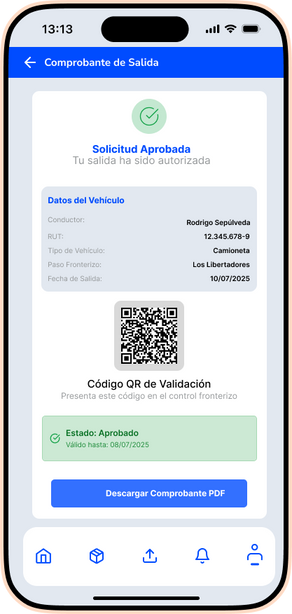 13:13
Comprobante de Salida
Solicitud Aprobada
Tu salida ha sido autorizada
Datos del Vehículo
Conductor: Rodrigo Sepúlveda
RUT: 12.345.678-9
Tipo de Vehículo: Camioneta
Paso Fronterizo: Los Libertadores
Fecha de Salida: 10/07/2025
Código QR de Validación
Presenta este código en el control fronterizo
Estado: Aprobado
Válido hasta: 08/07/2025
Descargar Comprobante PDF